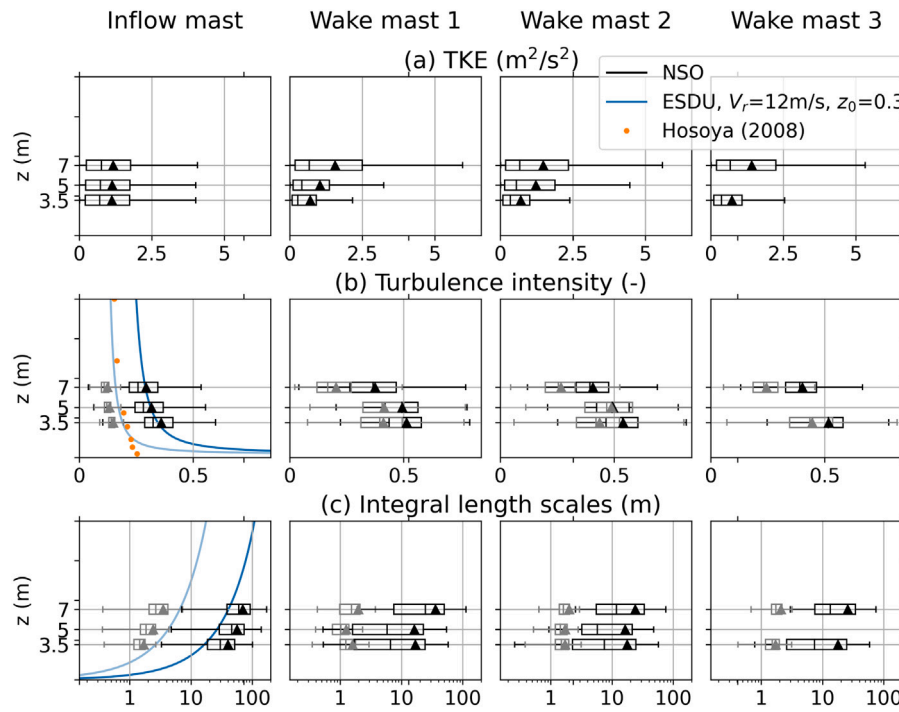 Inflow mast Wake mast 1 Wake mast 2 Wake mast 3
(a) TKE (m²/s²)
NSO
ESDU, Vᵣ=12m/s, z₀=0.3
Hosoya (2008)
z (m)
7
5
3.5
0 2.5 5 0 2.5 5 0 2.5 5 0 2.5 5
(b) Turbulence intensity (-)
z (m)
7
5
3.5
0 0.5 0 0.5 0 0.5 0 0.5
(c) Integral length scales (m)
z (m)
7
5
3.5
1 10 100 1 10 100 1 10 100 1 10 100